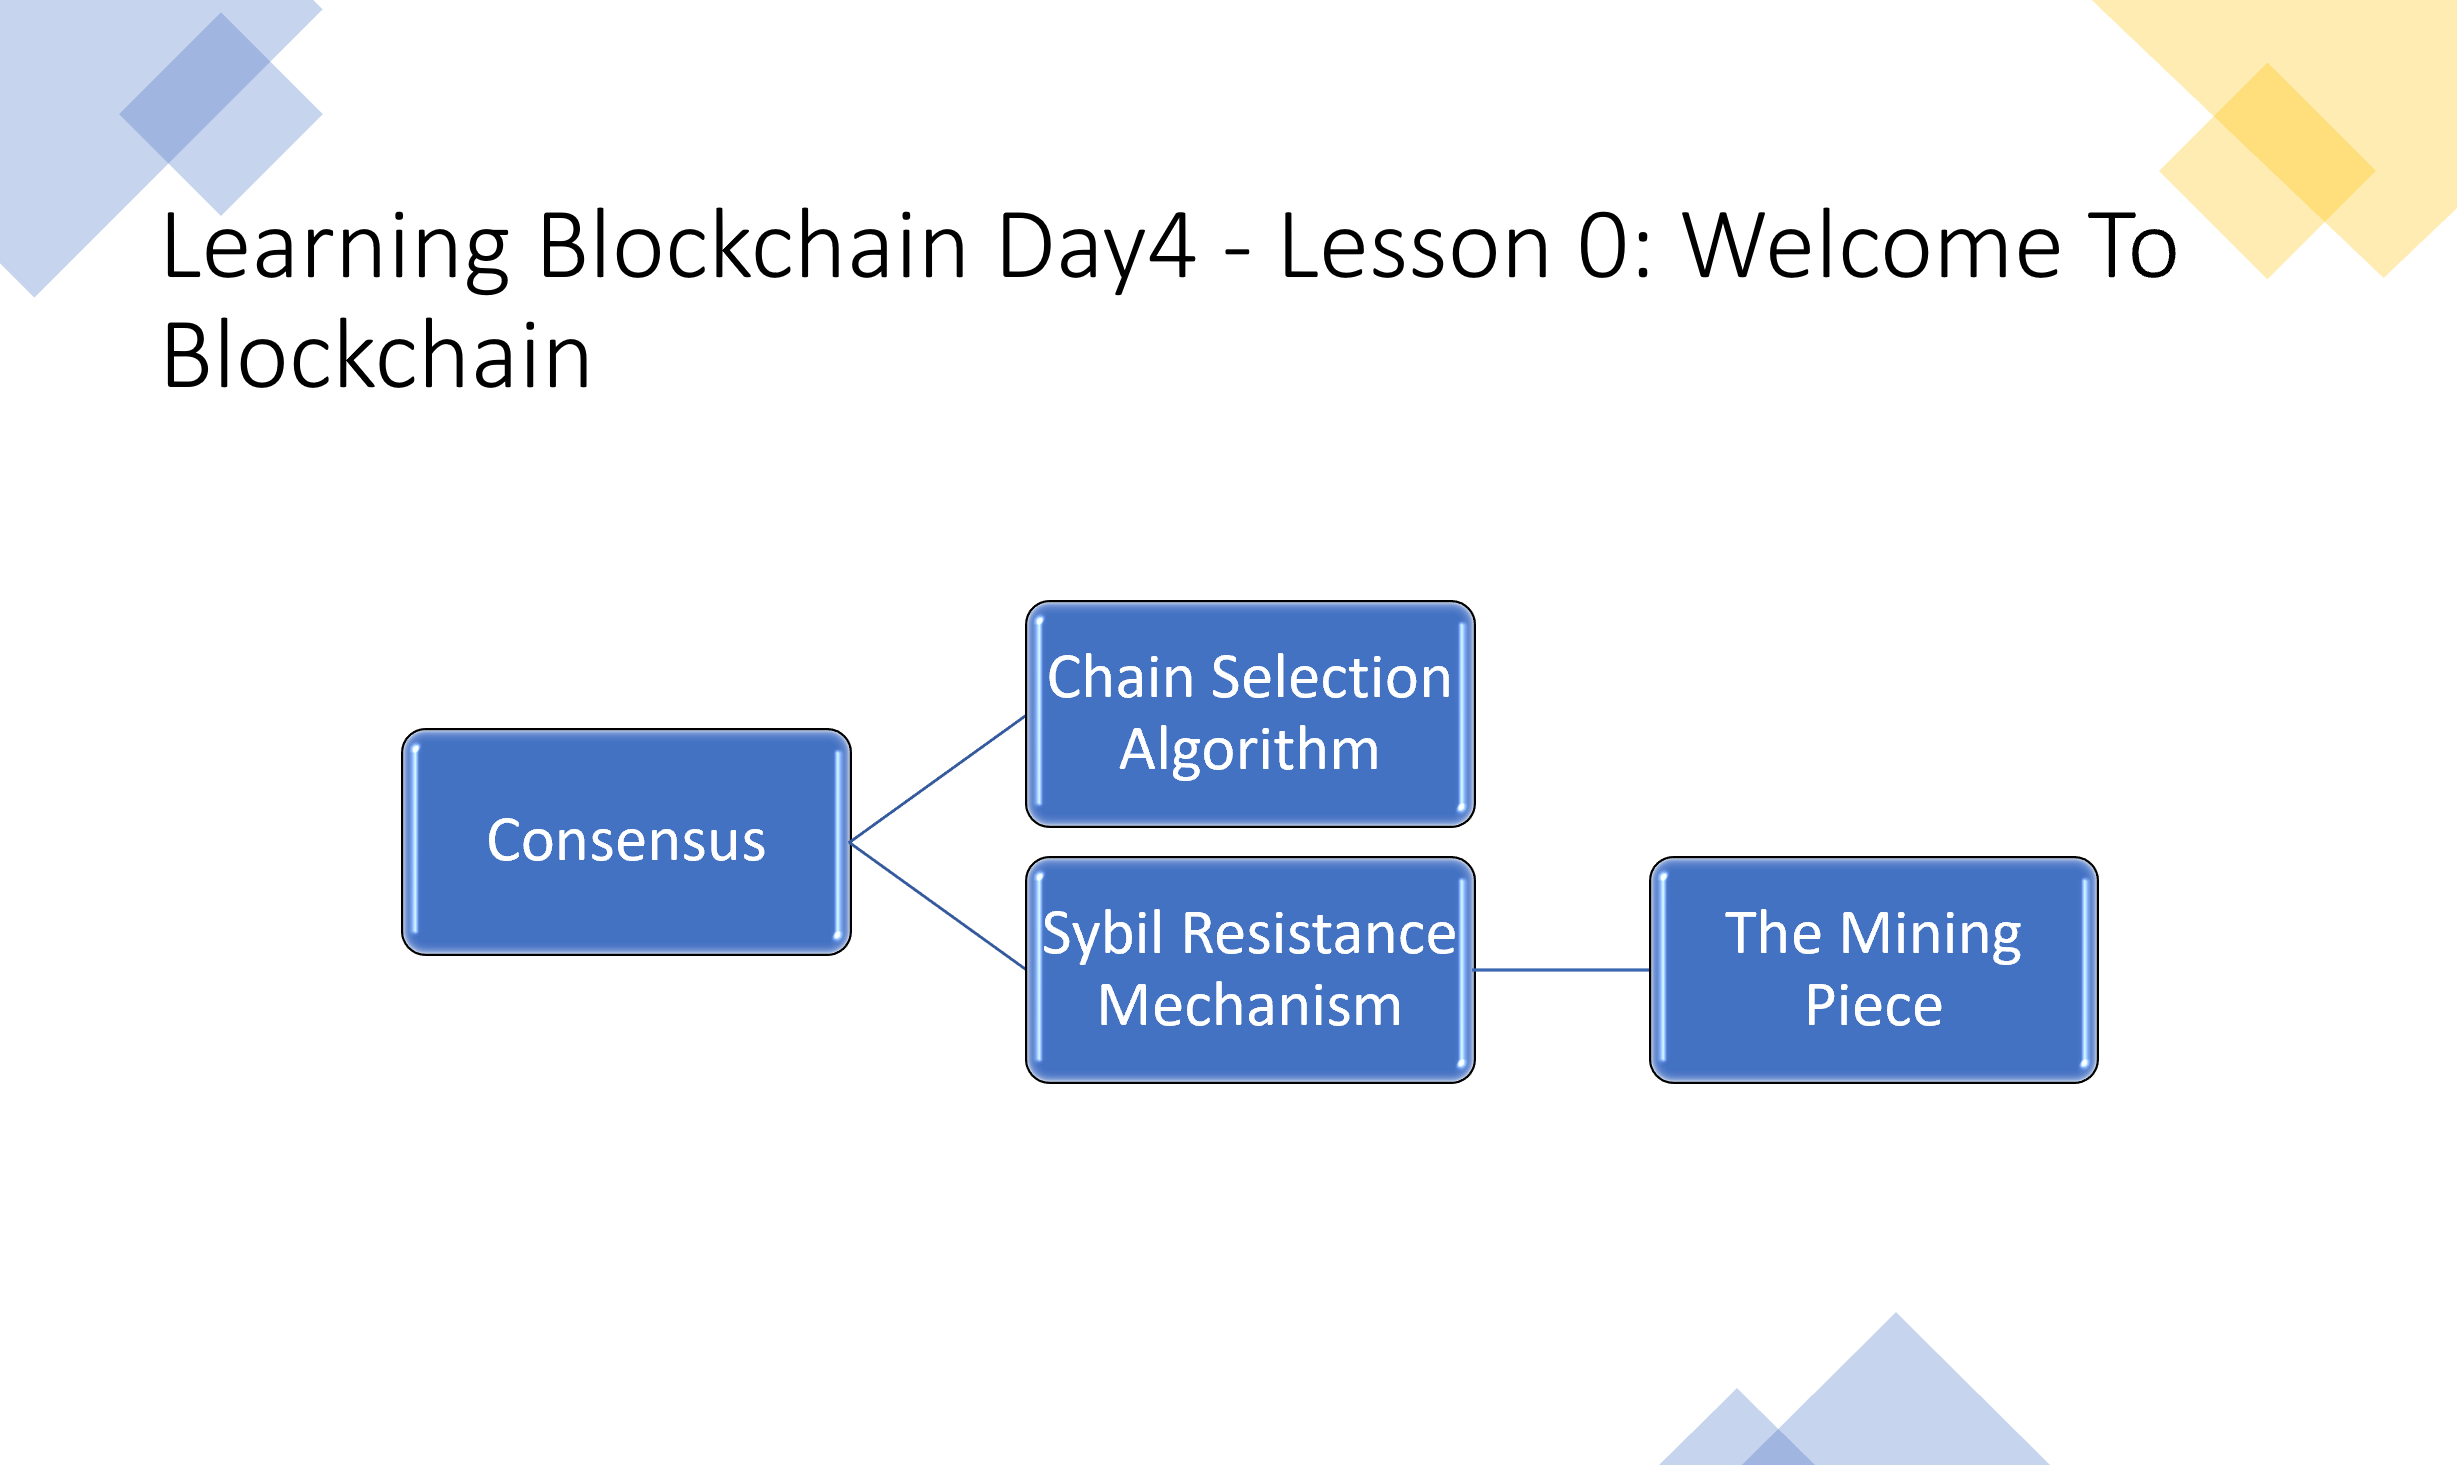 Learning Blockchain Day4 - Lesson 0: Welcome To
Blockchain
Consensus
Chain Selection
Algorithm
Sybil Resistance
Mechanism
The Mining
Piece